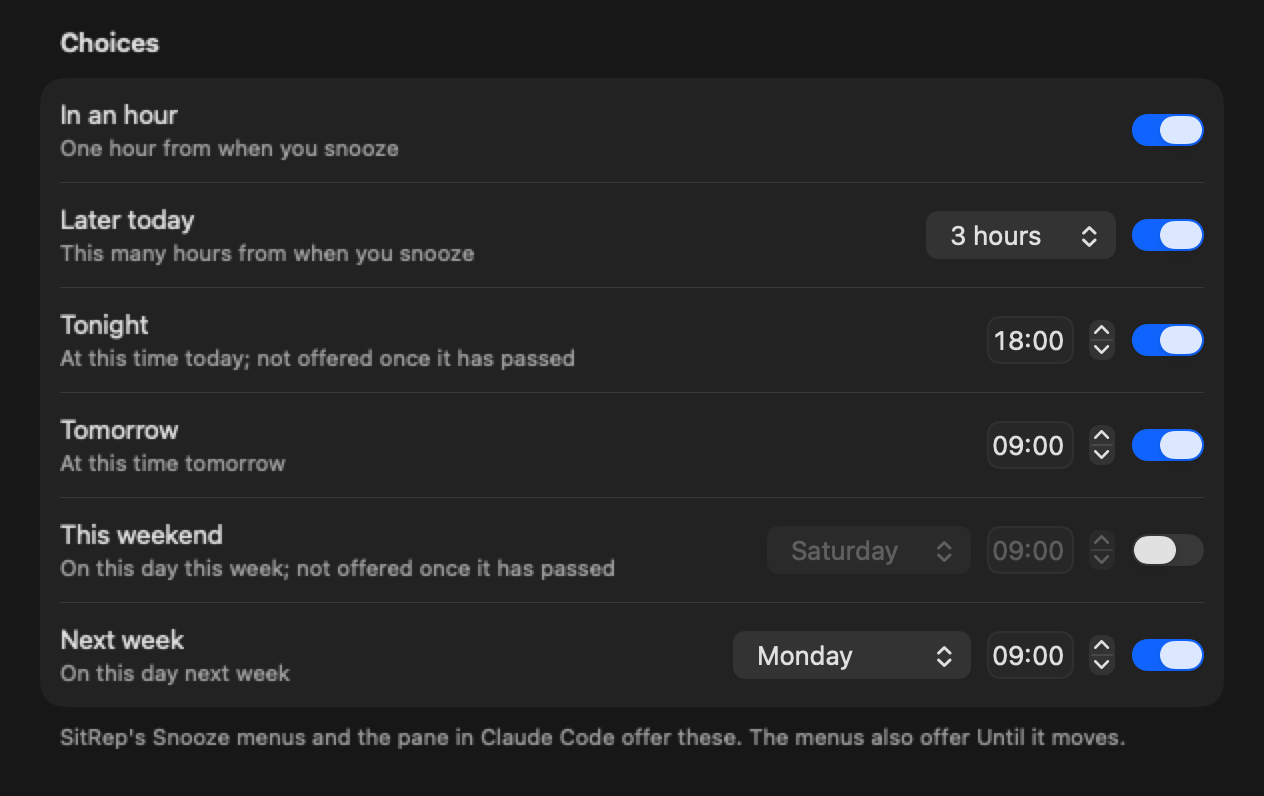 Choices
In an hour
One hour from when you snooze
Later today
This many hours from when you snooze
3 hours
Tonight
At this time today; not offered once it has passed
18:00
Tomorrow
At this time tomorrow
09:00
This weekend
On this day this week; not offered once it has passed
Saturday
09:00
Next week
On this day next week
Monday
09:00
SitRep's Snooze menus and the pane in Claude Code offer these. The menus also offer Until it moves.